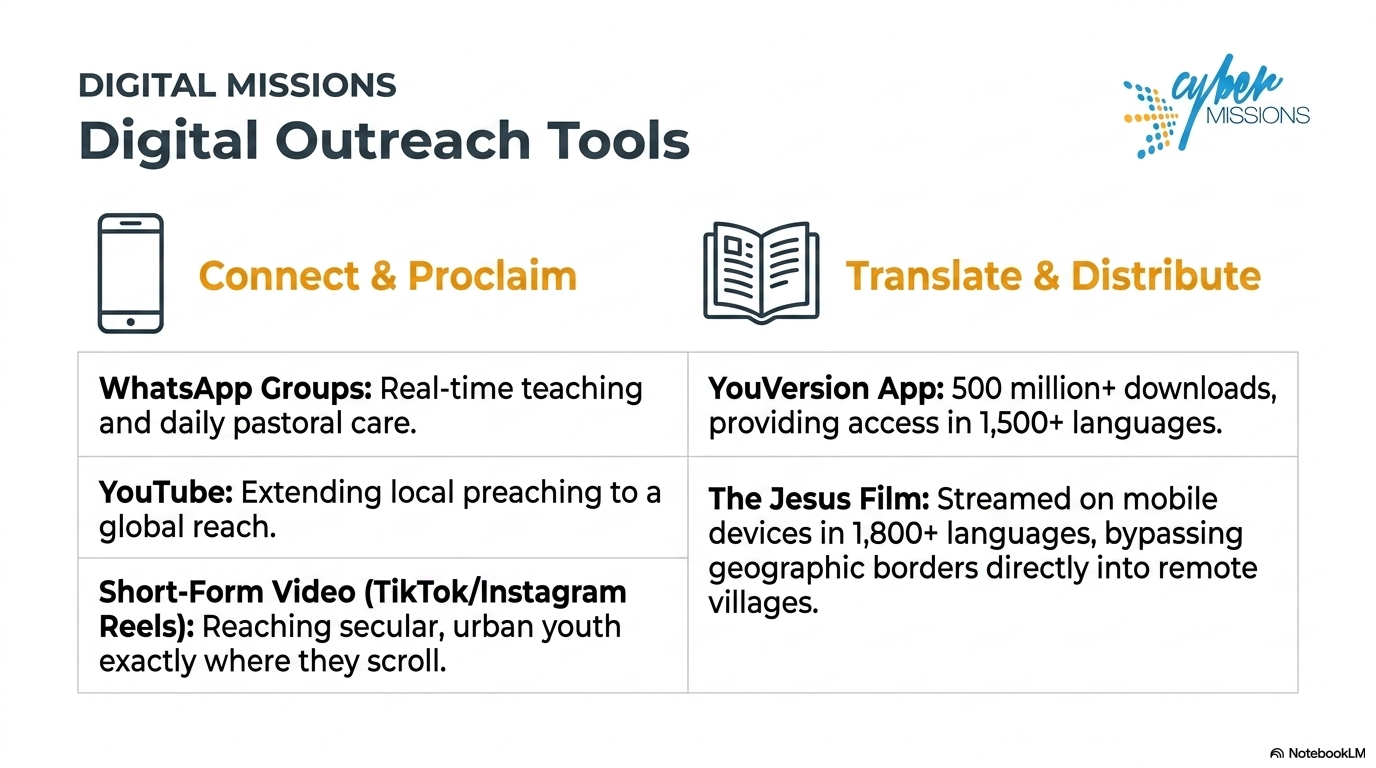 DIGITAL MISSIONS
Digital Outreach Tools
cyber
MISSIONS
Connect & Proclaim
Translate & Distribute
WhatsApp Groups: Real-time teaching
and daily pastoral care.
YouTube: Extending local preaching to a
global reach.
Short-Form Video (TikTok/Instagram
Reels): Reaching secular, urban youth
exactly where they scroll.
YouVersion App: 500 million+ downloads,
providing access in 1,500+ languages.
The Jesus Film: Streamed on mobile
devices in 1,800+ languages, bypassing
geographic borders directly into remote
villages.
NotebookLM